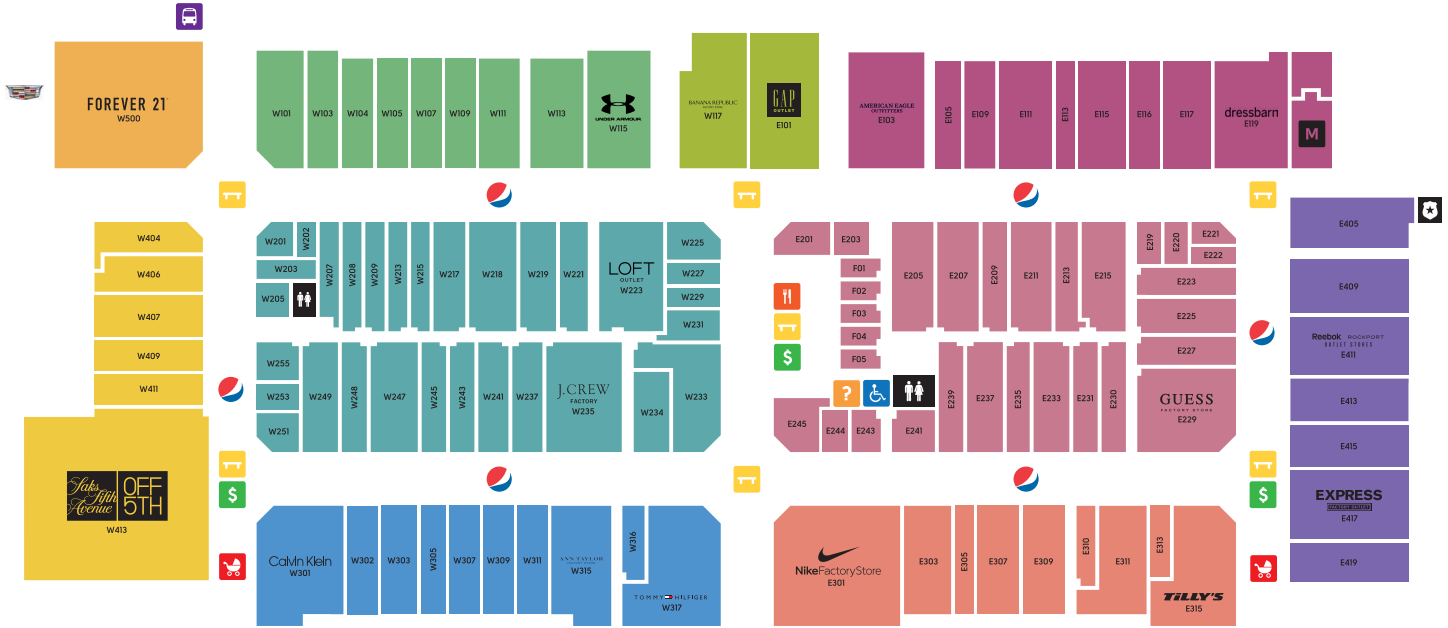 FOREVER 21
W500
W101
W103
W104
W105
W107
W109
W111
W113
UNDER ARMOUR
W115
BANANA REPUBLIC
W117
GAP
OUTLET
E101
AMERICAN EAGLE
OUTFITTERS
E103
E105
E109
E111
E113
E115
E116
E117
dressbarn
E119
M
W404
W406
W407
W409
W411
Saks
Fifth
Avenue
OFF
5TH
W413
W201
W202
W203
W205
W207
W208
W209
W213
W215
W217
W218
W219
W221
LOFT
OUTLET
W223
W225
W227
W229
W231
W255
W253
W251
W249
W248
W247
W245
W243
W241
W237
J.CREW
FACTORY
W235
W234
W233
E201
E203
F01
F02
F03
F04
F05
E205
E207
E209
E211
E213
E215
E219
E220
E221
E222
E223
E225
E227
GUESS
FACTORY STORE
E229
$
?
E245
E244
E243
E241
E239
E237
E235
E233
E231
E230
E405
E409
Reebok ROCKPORT
OUTLET STORES
E411
E413
E415
EXPRESS
FACTORY OUTLET
E417
E419
$
$
Calvin Klein
W301
W302
W303
W305
W307
W309
W311
ANN TAYLOR
W315
W316
TOMMY HILFIGER
W317
NikeFactoryStore
E301
E303
E305
E307
E309
E310
E311
E313
TILLY'S
E315